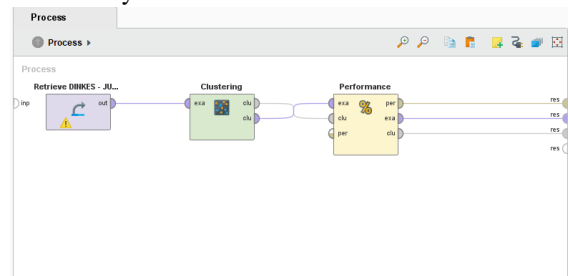 Process
Process
Process
Retrieve DINKES - JU...
Clustering
Performance
inp
out
exa
clu
clu
exa
clu
per
per
exa
clu
res
res
res
res